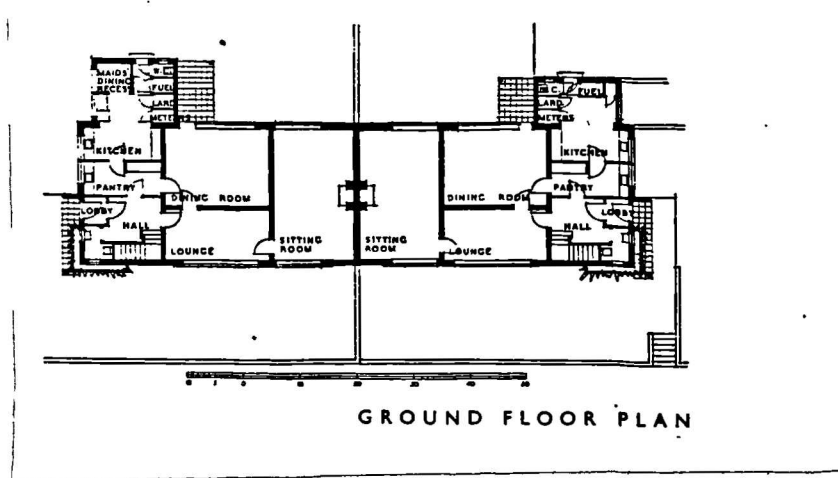 MAIDS'
DINING
RECESS
W.
FUEL
LARD.
METERS
KITCHEN
PANTRY
LOBBY
HALL
DINING ROOM
LOUNGE
SITTING
ROOM
SITTING
ROOM
DINING ROOM
LOUNGE
W.C.
FUEL
LARD.
METERS
KITCHEN
PANTRY
LOBBY
HALL
GROUND FLOOR PLAN